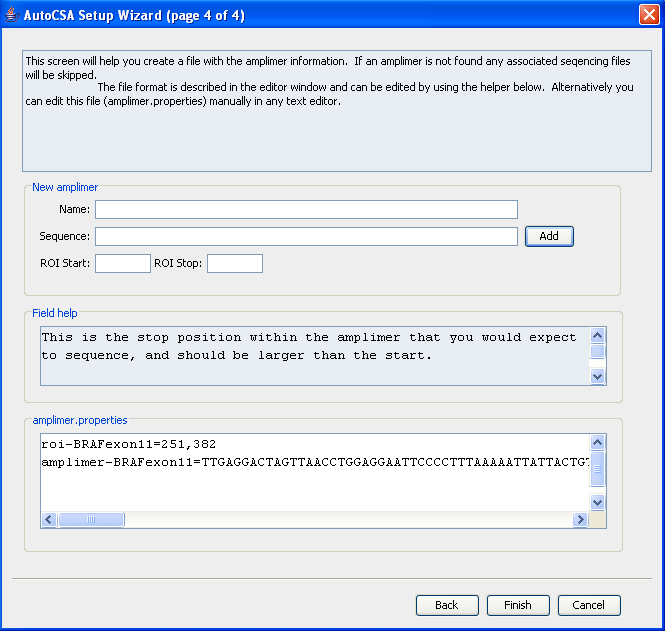 AutoCSA Setup Wizard (page 4 of 4)
This screen will help you create a file with the amplimer information.  If an amplimer is not found any associated seqencing files
will be skipped.
The file format is described in the editor window and can be edited by using the helper below.  Alternatively you
can edit this file (amplimer.properties) manually in any text editor.
New amplimer
Name:
Sequence:
Add
ROI Start:
ROI Stop:
Field help
This is the stop position within the amplimer that you would expect
to sequence, and should be larger than the start.
amplimer.properties
roi-BRAFexon11=251,382
amplimer-BRAFexon11=TTGAGGACTAGTTAACCTGGAGGAATTCCCCTTTAAAAATTATTACTGT
Back
Finish
Cancel